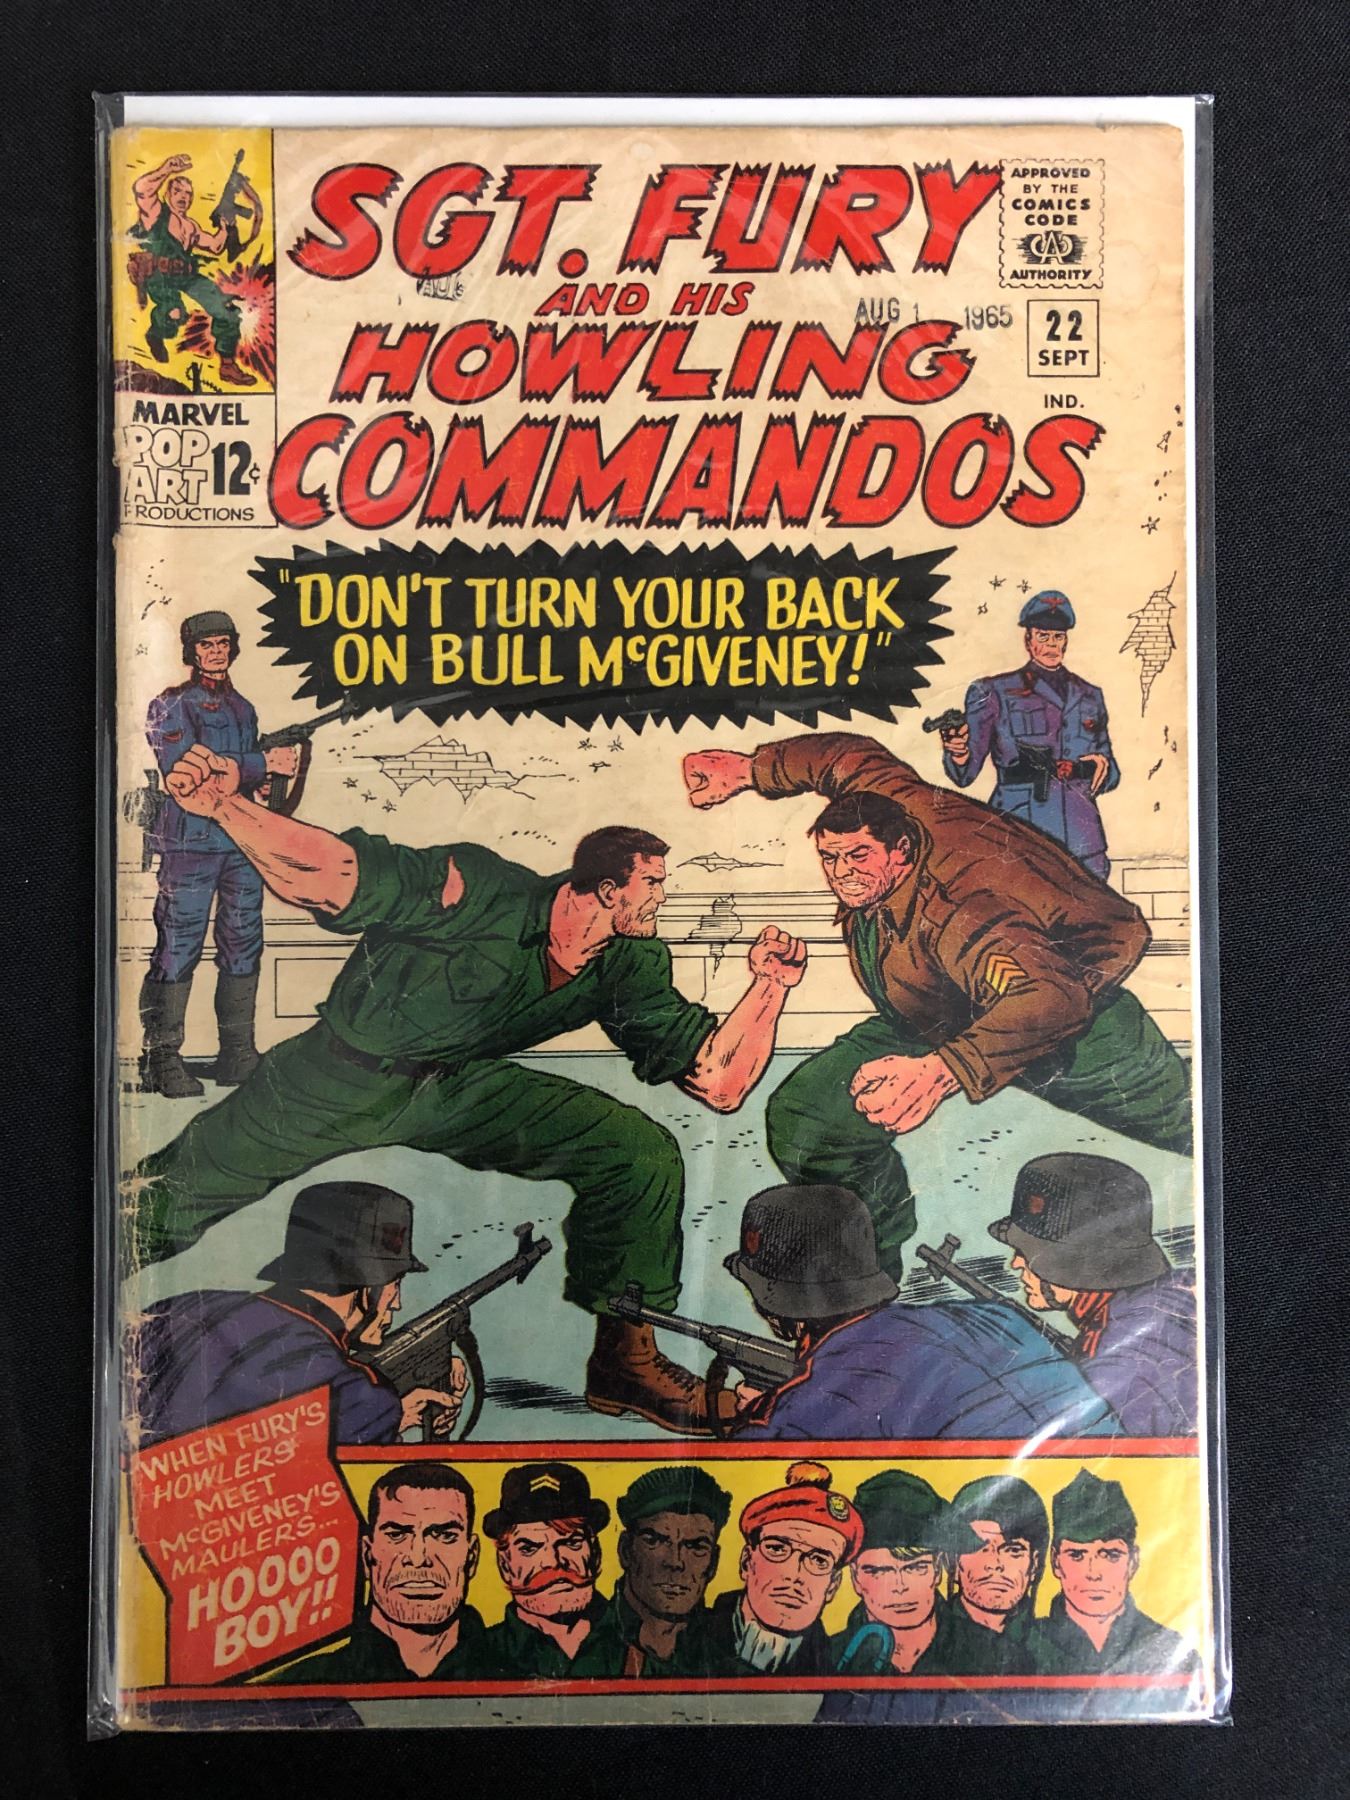 SGT. FURY
AND HIS
HOWLING
COMMANDOS
APPROVED
BY THE
COMICS
CODE
CA
AUTHORITY
AUG
AUG 1 1965
22
SEPT
IND.
MARVEL
POP
ART
12¢
PRODUCTIONS
"DON'T TURN YOUR BACK
ON BULL McGIVENEY!"
WHEN FURY'S
HOWLERS
MEET
McGIVENEY'S
MAULERS...
HOOOO
BOY!!